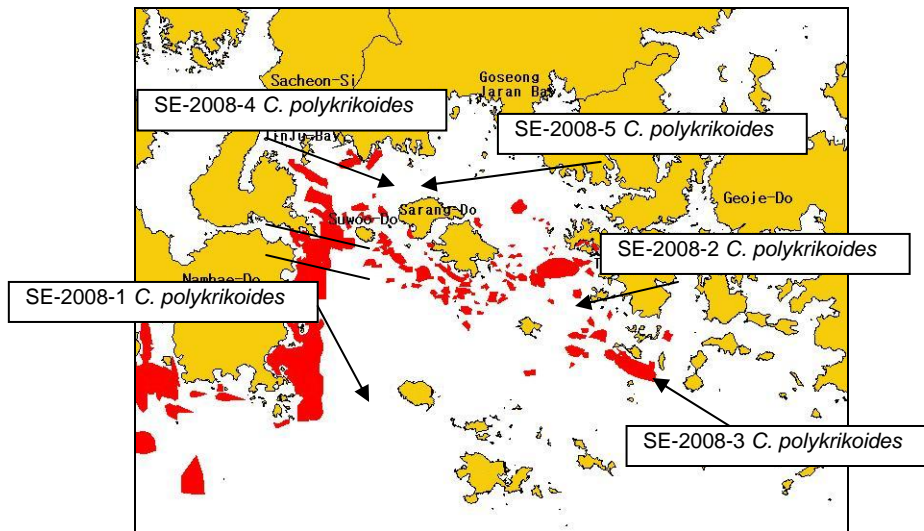 Sacheon-Si
Goseong
Jaran Bay
SE-2008-4 C. polykrikoides
SE-2008-5 C. polykrikoides
JinJu-Bay
Geoje-Do
Sarang-Do
Suwoo-Do
SE-2008-2 C. polykrikoides
Namhae-Do
SE-2008-1 C. polykrikoides
SE-2008-3 C. polykrikoides